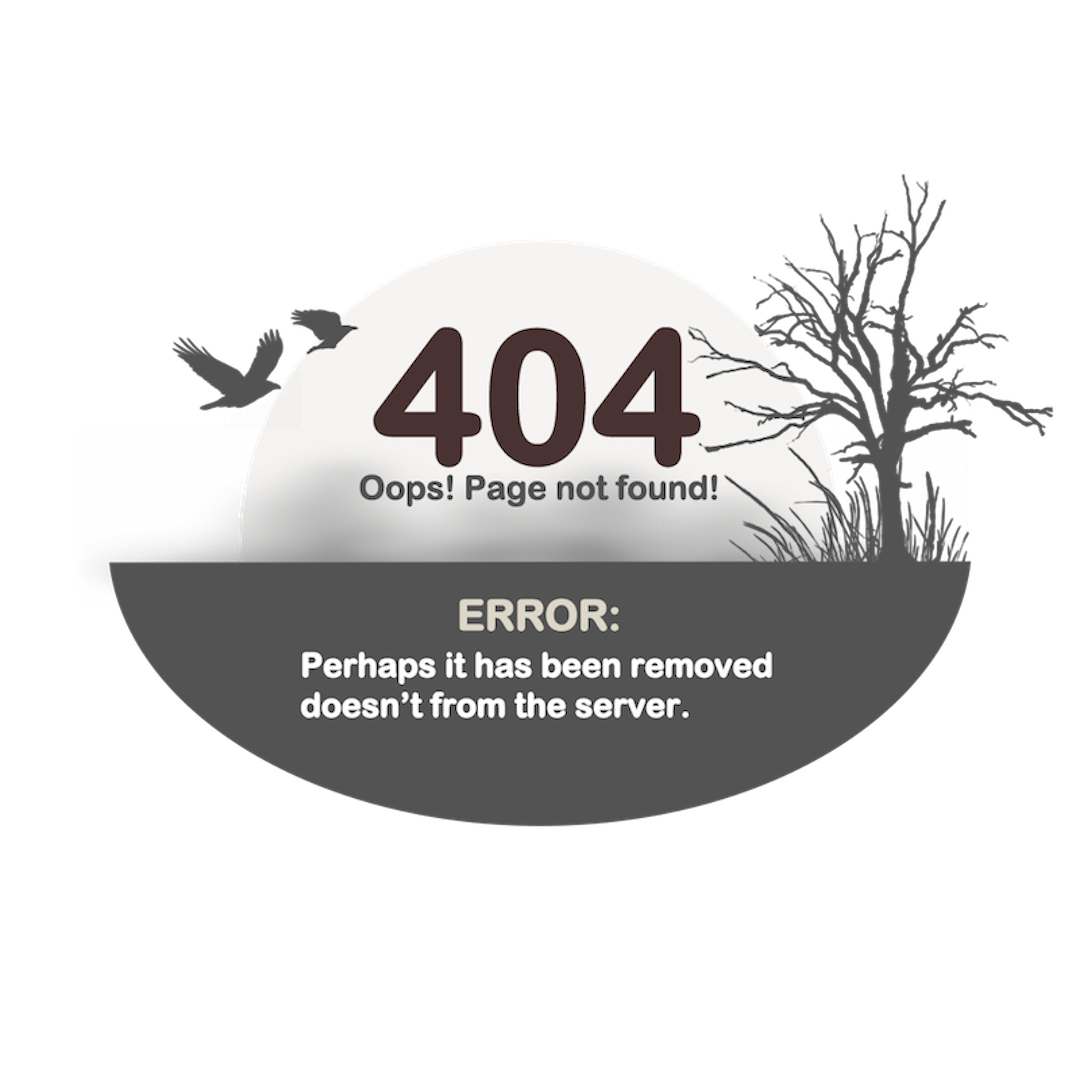 404
Oops! Page not found!
ERROR:
Perhaps it has been removed
doesn’t from the server.